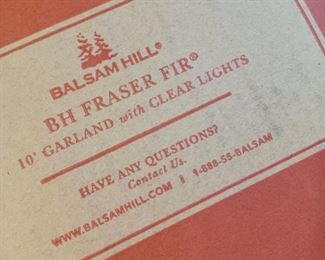 BALSAM HILL®
BH FRASER FIR®
10' GARLAND with CLEAR LIGHTS
HAVE ANY QUESTIONS?
Contact Us.
WWW.BALSAMHILL.COM | 1-888-55-BALSAM